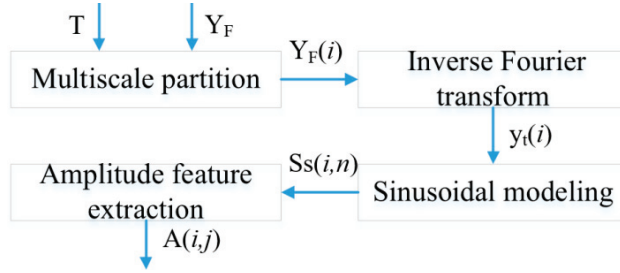 T
Y_F
Multiscale partition
Y_F(i)
Inverse Fourier
transform
y_t(i)
Sinusoidal modeling
Ss(i,n)
Amplitude feature
extraction
A(i,j)